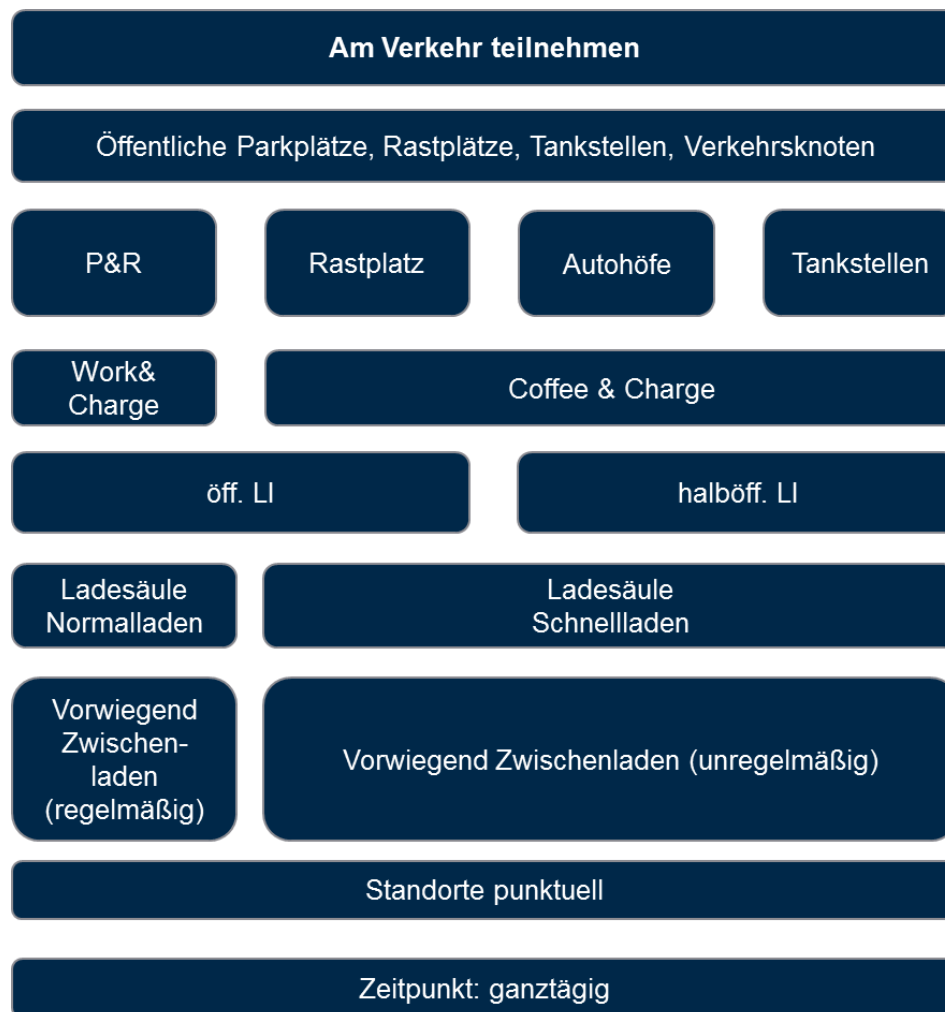 Am Verkehr teilnehmen
Öffentliche Parkplätze, Rastplätze, Tankstellen, Verkehrsknoten
P&R
Rastplatz
Autohöfe
Tankstellen
Work&
Charge
Coffee & Charge
öff. LI
halböff. LI
Ladesäule
Normalladen
Ladesäule
Schnellladen
Vorwiegend
Zwischen-
laden
(regelmäßig)
Vorwiegend Zwischenladen (unregelmäßig)
Standorte punktuell
Zeitpunkt: ganztägig